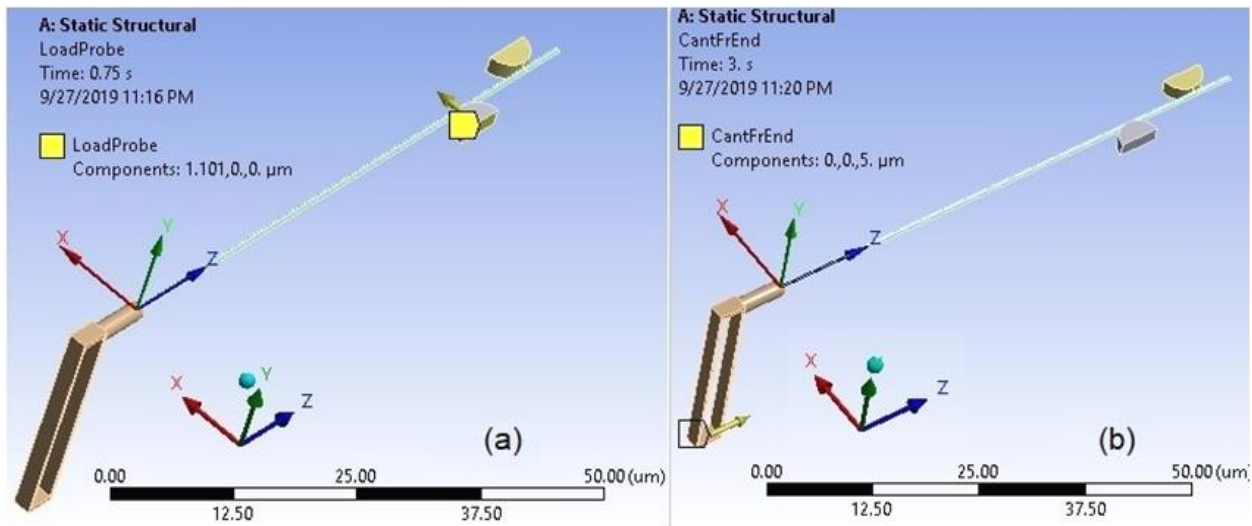 A: Static Structural
LoadProbe
Time: 0.75 s
9/27/2019 11:16 PM
LoadProbe
Components: 1.101,0.,0. µm
X
Y
Z
X
Y
Z
(a)
0.00 25.00 50.00 (um)
12.50 37.50
A: Static Structural
CantFrEnd
Time: 3. s
9/27/2019 11:20 PM
CantFrEnd
Components: 0.,0.,5. µm
X
Y
Z
X
Y
Z
(b)
0.00 25.00 50.00 (um)
12.50 37.50